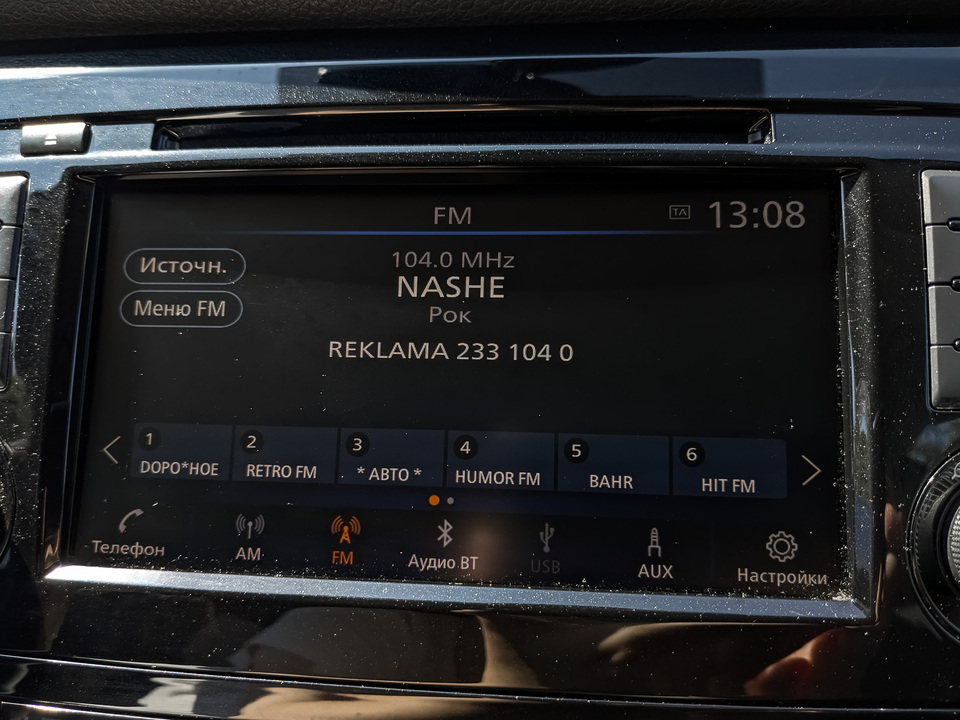 FM
TA
13:08
Источн.
104.0 MHz
NASHE
Меню FM
Рок
REKLAMA 233 104 0
1
DOPO*HOE
2
RETRO FM
3
* ABTO *
4
HUMOR FM
5
BAHR
6
HIT FM
Телефон
AM
FM
Аудио BT
USB
AUX
Настройки